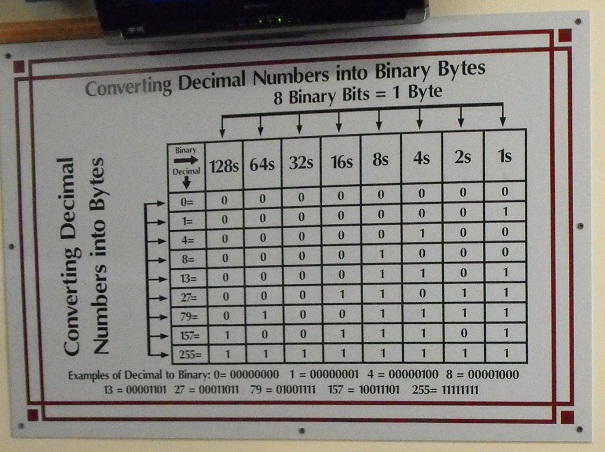 Converting Decimal Numbers into Binary Bytes
8 Binary Bits = 1 Byte
Converting Decimal
Numbers into Bytes
Binary
Decimal
128s 64s 32s 16s 8s 4s 2s 1s
0= 0 0 0 0 0 0 0 0
1= 0 0 0 0 0 0 0 1
4= 0 0 0 0 0 1 0 0
8= 0 0 0 0 1 0 0 0
13= 0 0 0 0 1 1 0 1
27= 0 0 0 1 1 0 1 1
79= 0 1 0 0 1 1 1 1
157= 1 0 0 1 1 1 0 1
255= 1 1 1 1 1 1 1 1
Examples of Decimal to Binary: 0= 00000000 1 = 00000001 4 = 00000100 8 = 00001000
13 = 00001101 27 = 00011011 79 = 01001111 157 = 10011101 255= 11111111